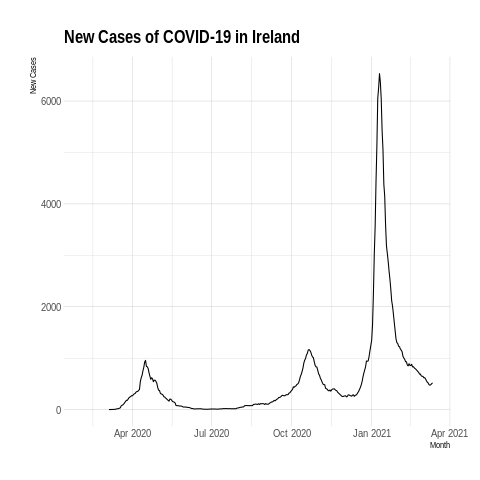 New Cases of COVID-19 in Ireland
New Cases
6000
4000
2000
0
Apr 2020
Jul 2020
Oct 2020
Jan 2021
Apr 2021
Month